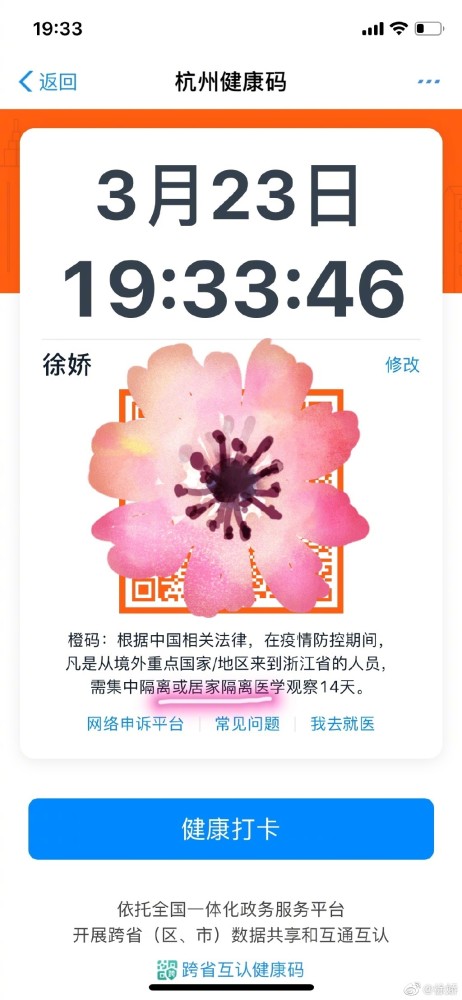 19:33
返回
杭州健康码
3月23日
19:33:46
徐娇
修改
橙码：根据中国相关法律，在疫情防控期间，
凡是从境外重点国家/地区来到浙江省的人员，
需集中隔离或居家隔离医学观察14天。
网络申诉平台 | 常见问题 | 我去就医
健康打卡
依托全国一体化政务服务平台
开展跨省（区、市）数据共享和互通互认
跨省互认健康码
@徐娇